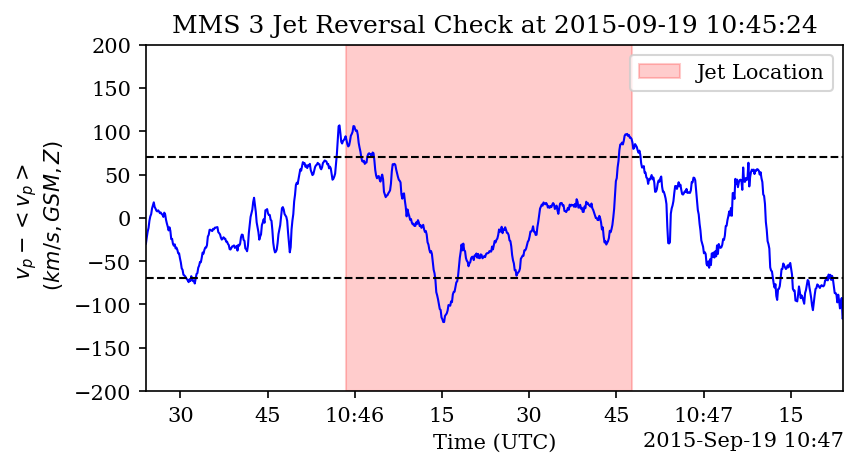 MMS 3 Jet Reversal Check at 2015-09-19 10:45:24
Jet Location
200
150
100
50
0
−50
−100
−150
−200
v_p − < v_p >
(km/s, GSM, Z)
30
45
10:46
15
30
45
10:47
15
Time (UTC)
2015-Sep-19 10:47